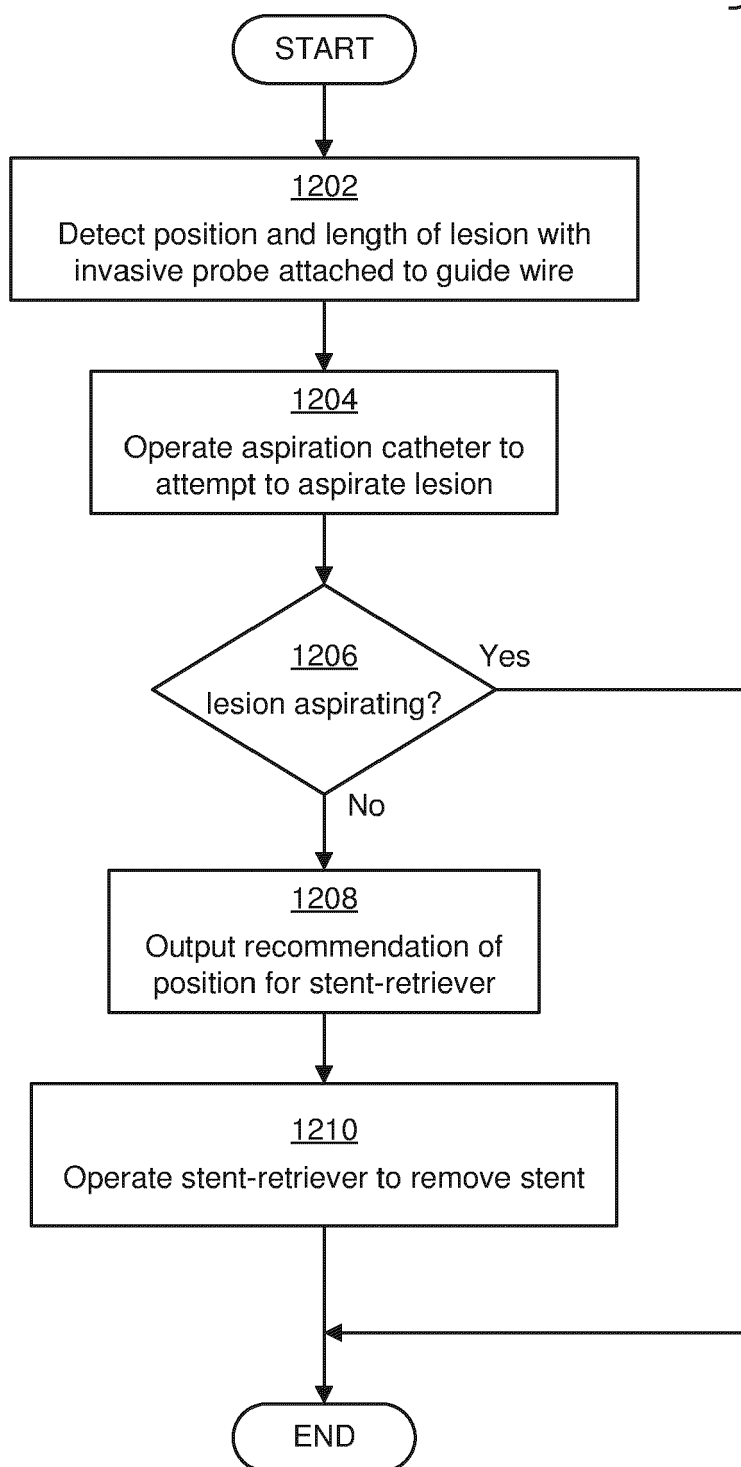 START
1202
Detect position and length of lesion with
invasive probe attached to guide wire
1204
Operate aspiration catheter to
attempt to aspirate lesion
1206
lesion aspirating?
Yes
No
1208
Output recommendation of
position for stent-retriever
1210
Operate stent-retriever to remove stent
END